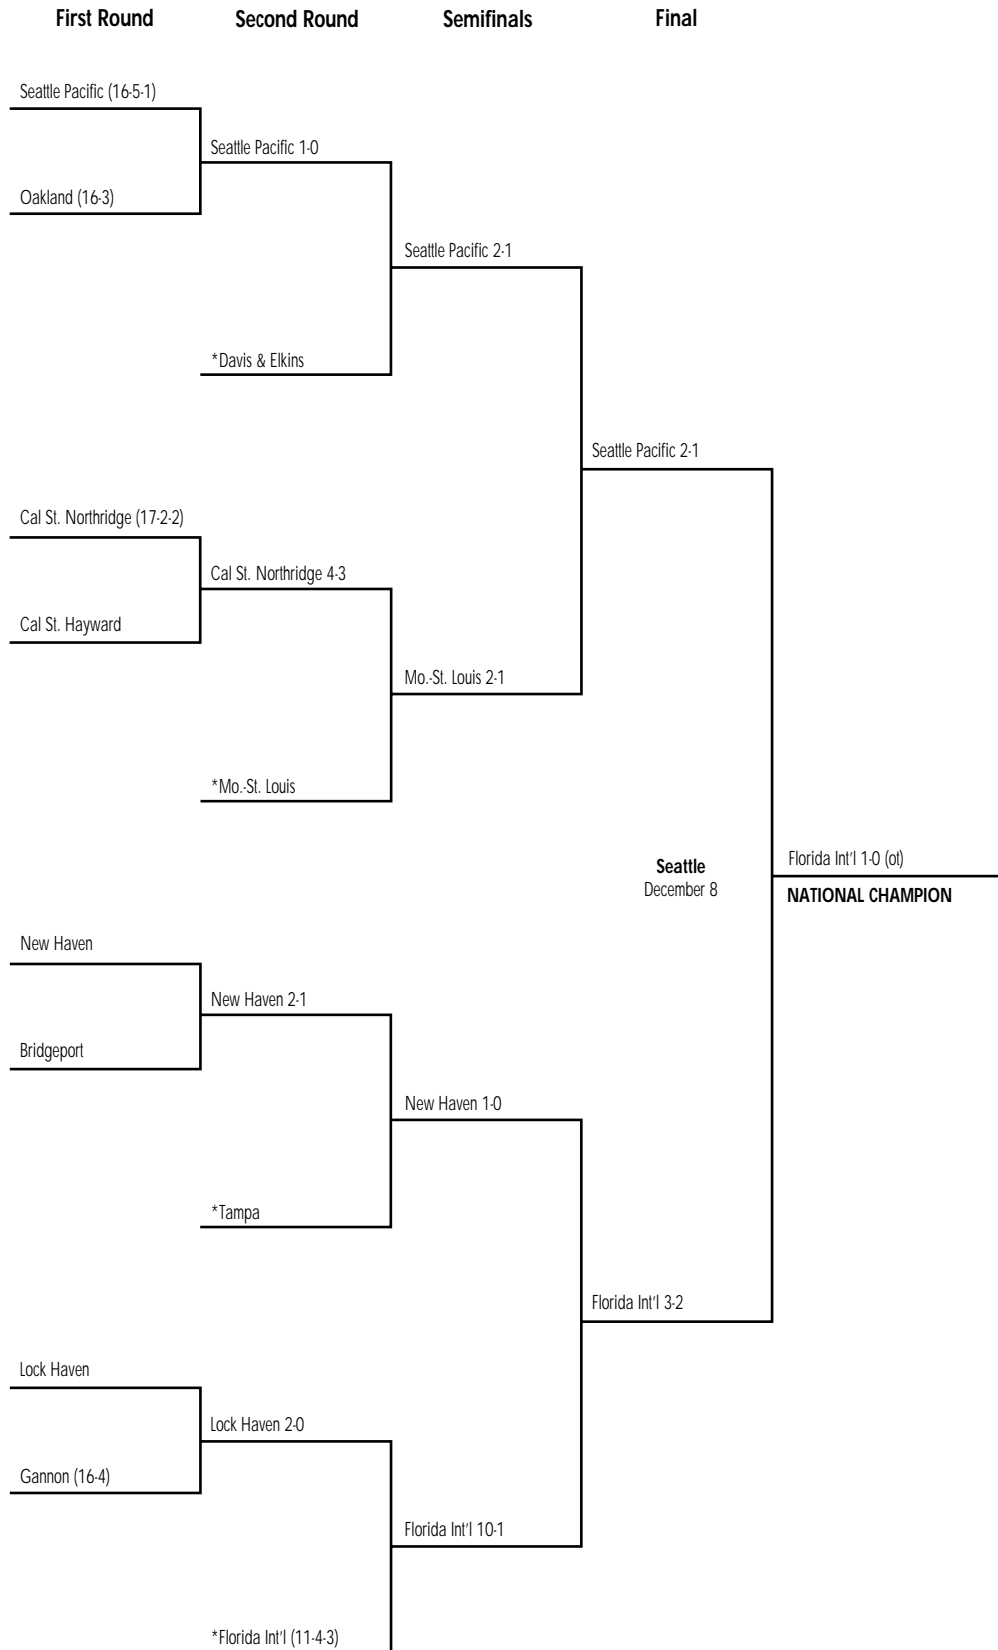 First Round Second Round Semifinals Final
Seattle Pacific (16-5-1)
Seattle Pacific 1-0
Oakland (16-3)
Seattle Pacific 2-1
*Davis & Elkins
Seattle Pacific 2-1
Cal St. Northridge (17-2-2)
Cal St. Northridge 4-3
Cal St. Hayward
Mo.-St. Louis 2-1
*Mo.-St. Louis
Seattle
December 8
Florida Int'l 1-0 (ot)
NATIONAL CHAMPION
New Haven
New Haven 2-1
Bridgeport
New Haven 1-0
*Tampa
Florida Int'l 3-2
Lock Haven
Lock Haven 2-0
Gannon (16-4)
Florida Int'l 10-1
*Florida Int'l (11-4-3)